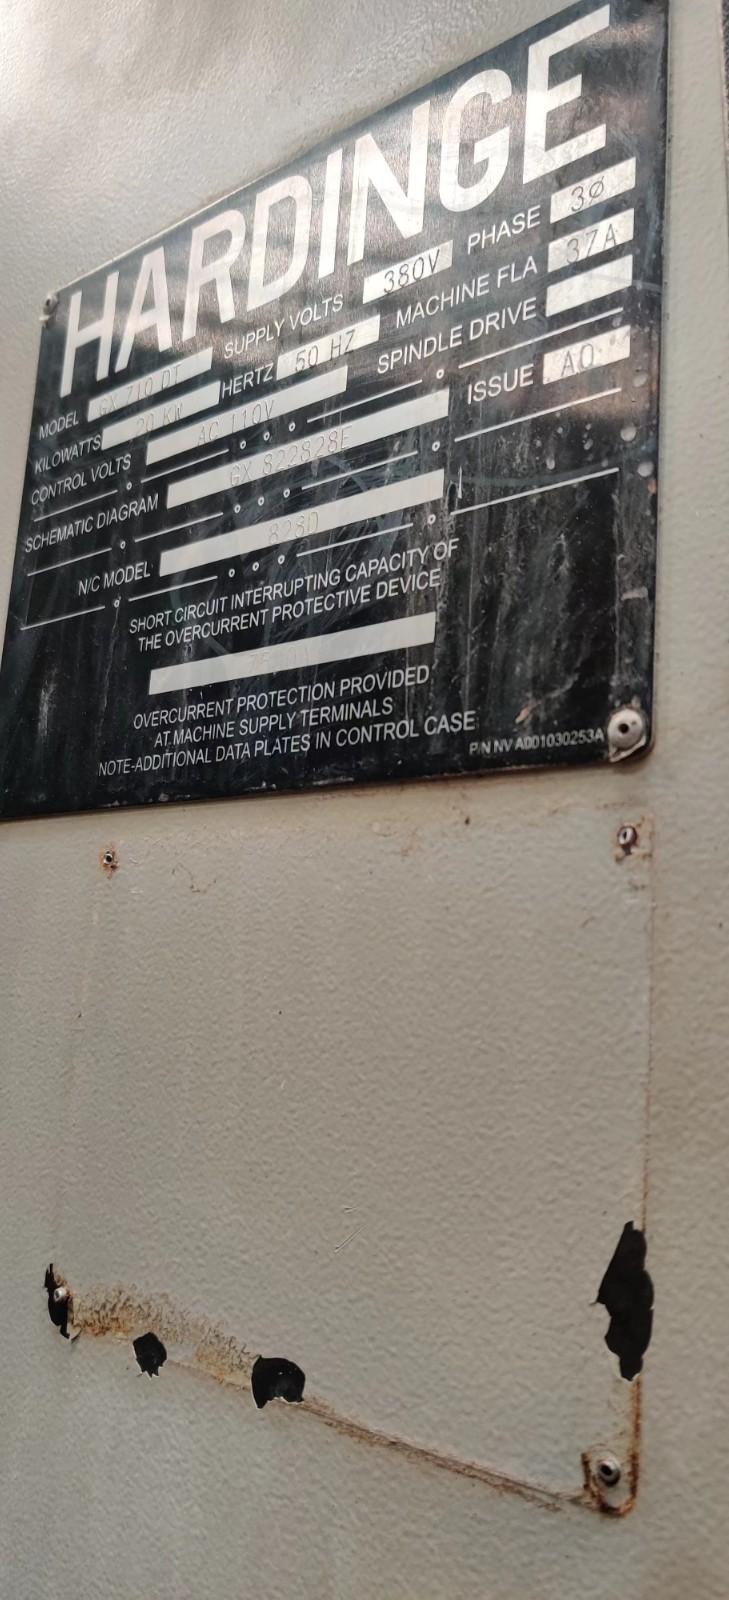 HARDINGE
MODEL GX 710 DT SUPPLY VOLTS 380V PHASE 3Ø
KILOWATTS 20 KW HERTZ 50 HZ MACHINE FLA 37A
CONTROL VOLTS AC 110V SPINDLE DRIVE
SCHEMATIC DIAGRAM GX 822828E ISSUE A0
N/C MODEL 828D
SHORT CIRCUIT INTERRUPTING CAPACITY OF
THE OVERCURRENT PROTECTIVE DEVICE
OVERCURRENT PROTECTION PROVIDED
AT MACHINE SUPPLY TERMINALS
NOTE-ADDITIONAL DATA PLATES IN CONTROL CASE
P/N NV A001030253A